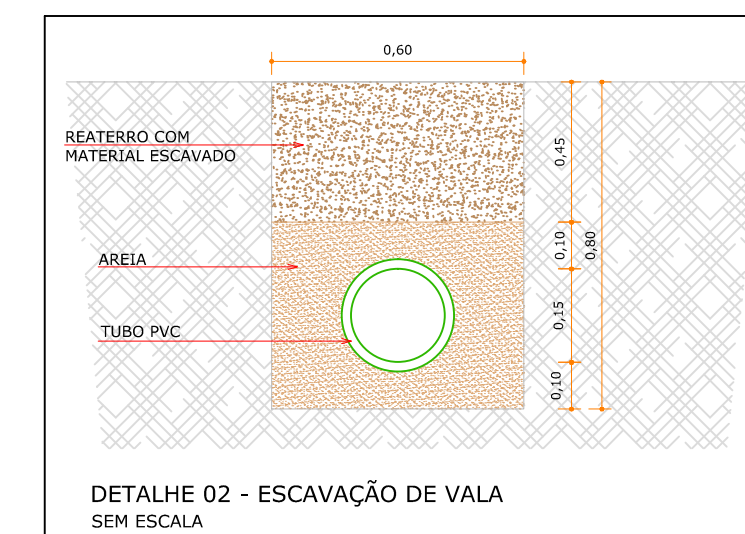 0,60
REATERRO COM
MATERIAL ESCAVADO
0,45
AREIA
0,10
0,80
TUBO PVC
0,15
0,10
DETALHE 02 - ESCAVAÇÃO DE VALA
SEM ESCALA